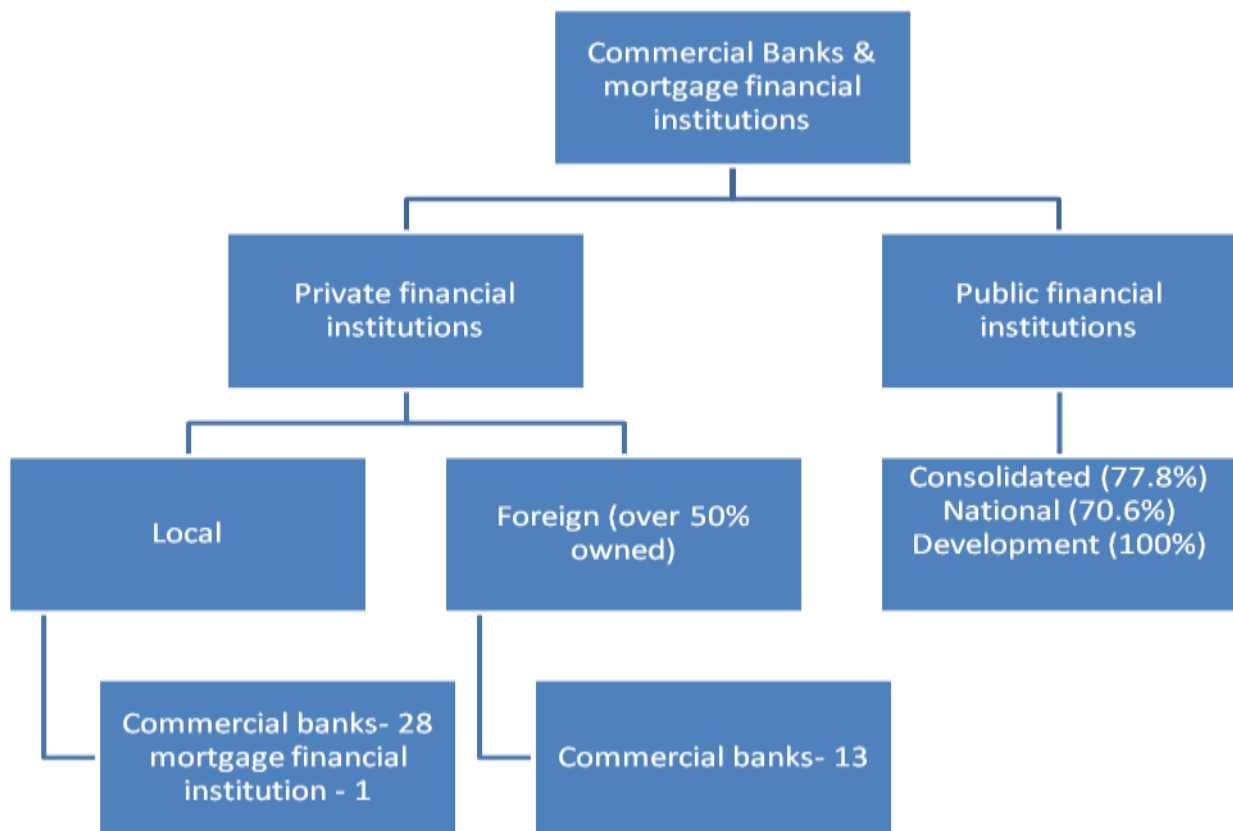 Commercial Banks &
mortgage financial
institutions
Private financial
institutions
Public financial
institutions
Local
Foreign (over 50%
owned)
Consolidated (77.8%)
National (70.6%)
Development (100%)
Commercial banks- 28
mortgage financial
institution - 1
Commercial banks- 13